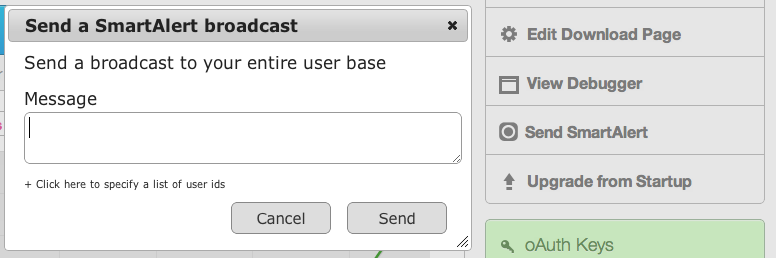 Send a SmartAlert broadcast
Send a broadcast to your entire user base
Message
+ Click here to specify a list of user ids
Cancel
Send
Edit Download Page
View Debugger
Send SmartAlert
Upgrade from Startup
oAuth Keys